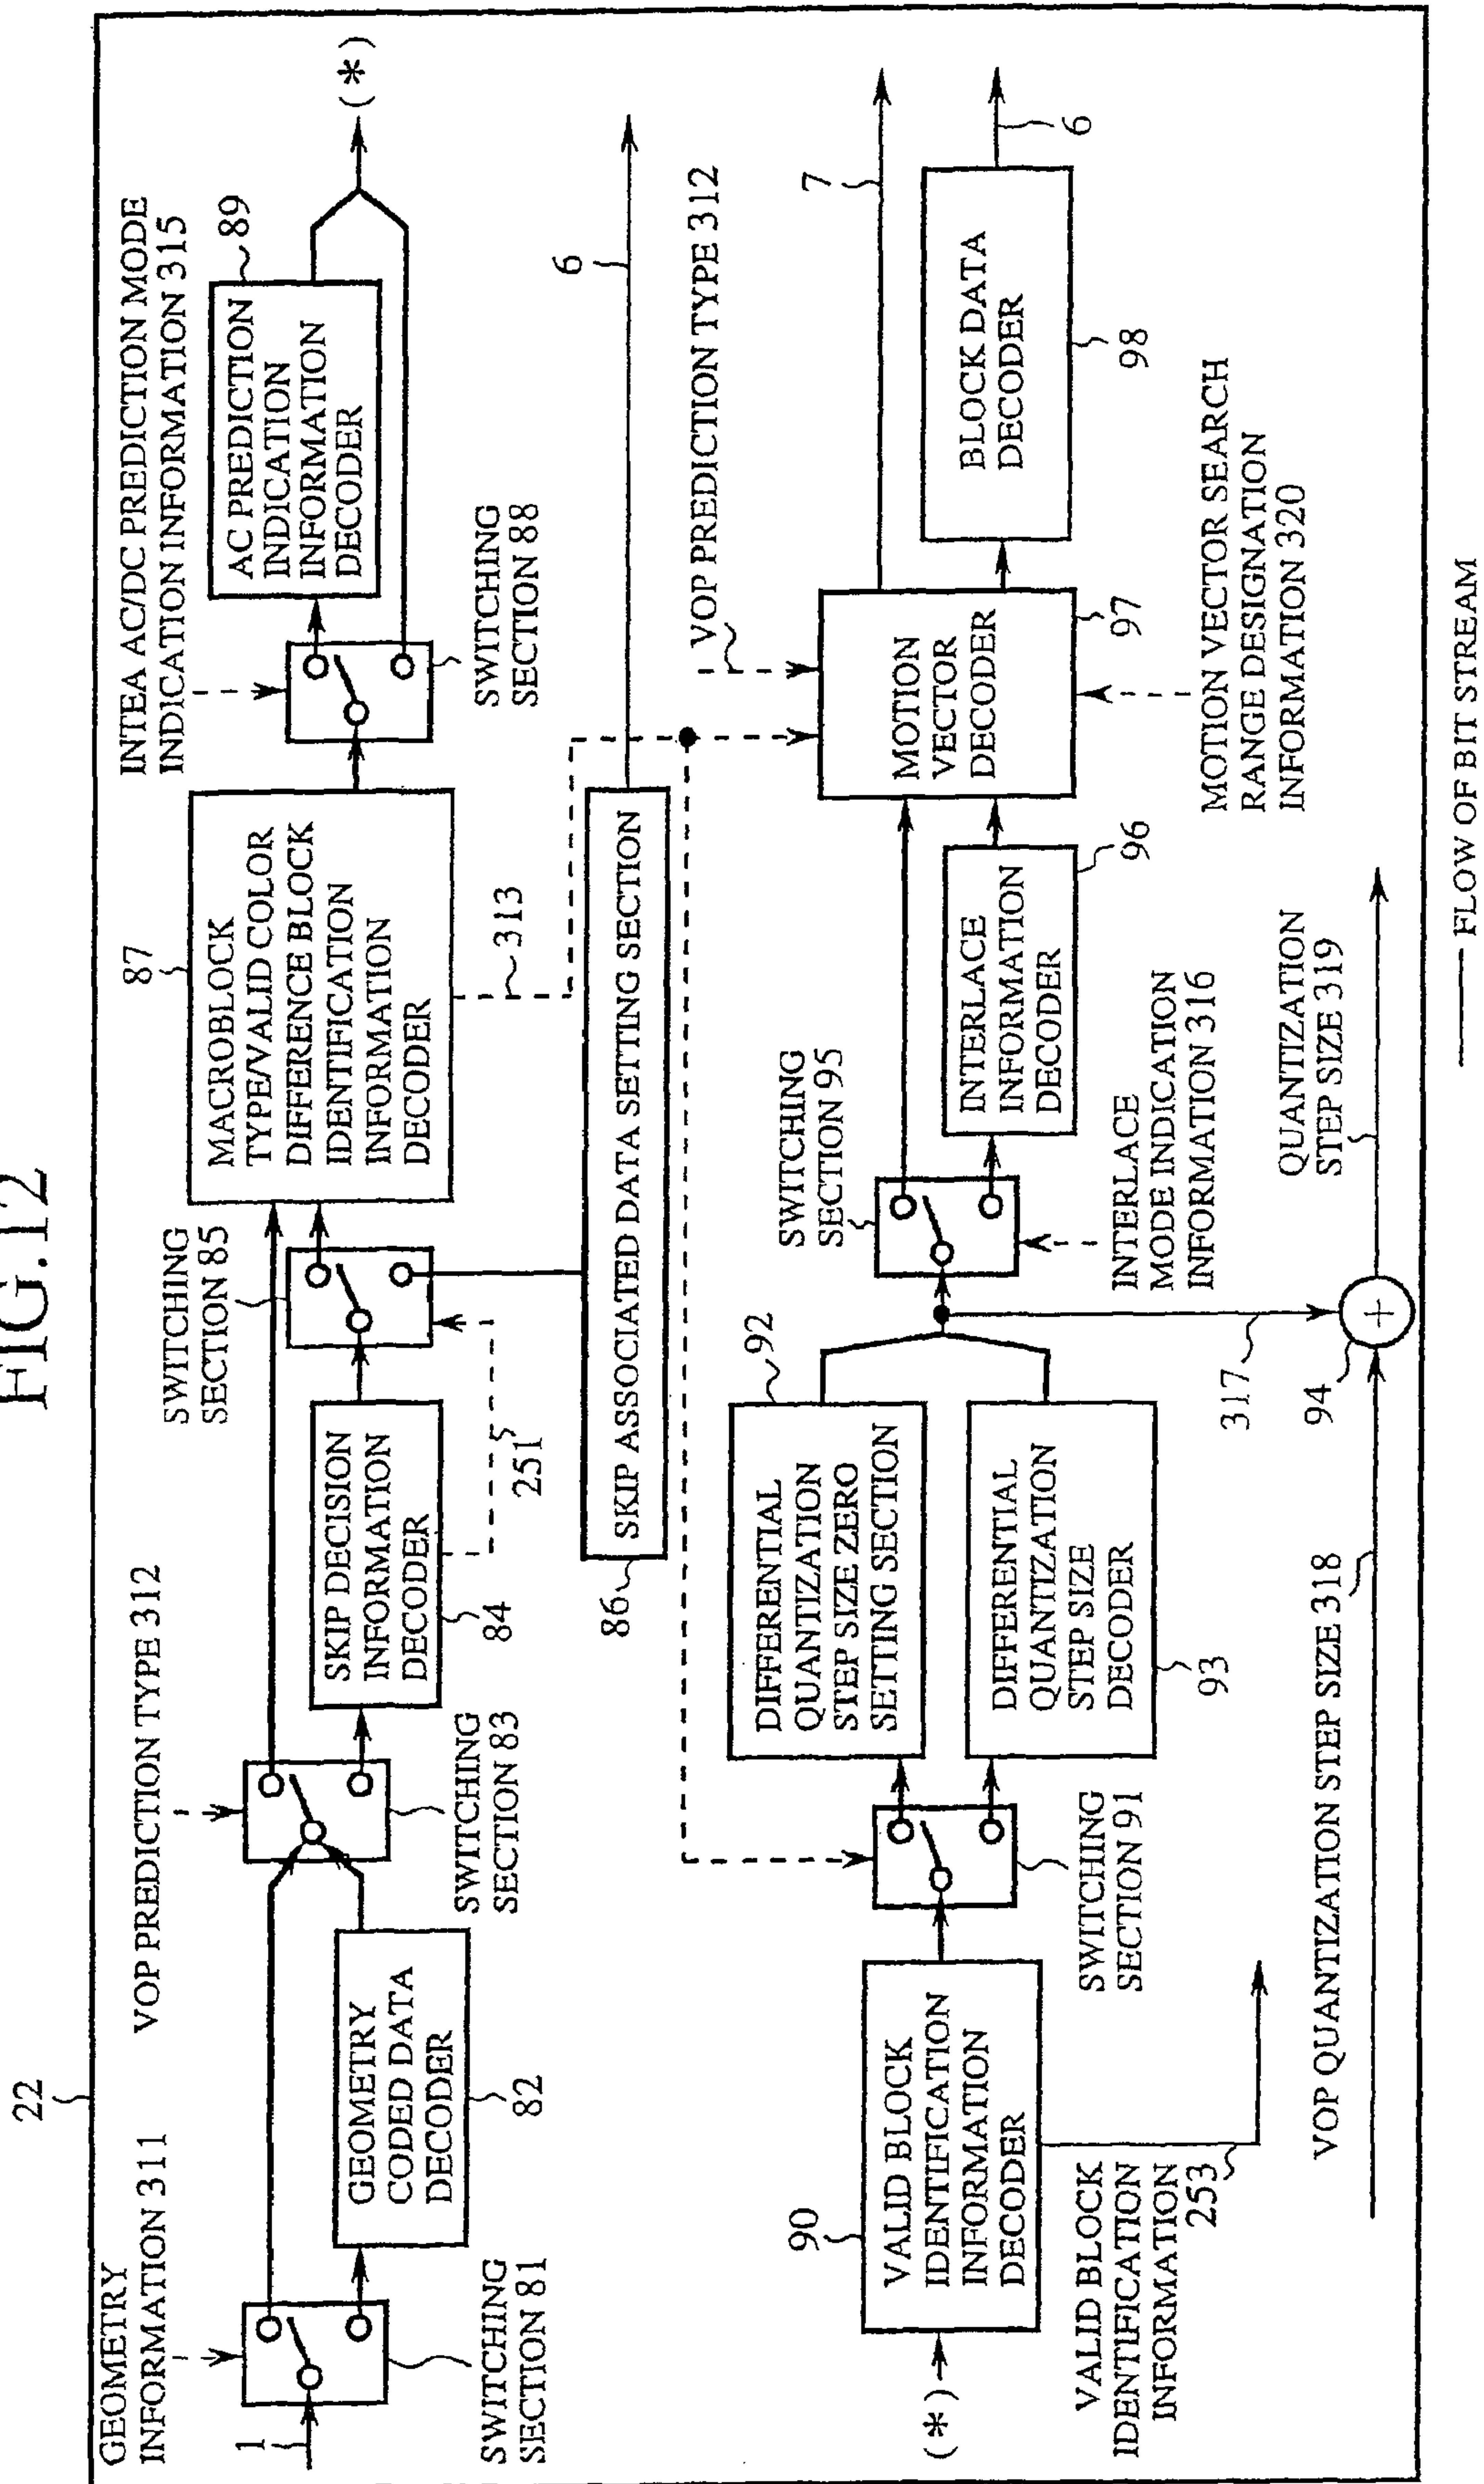 FIG.12
22
GEOMETRY
INFORMATION 311
VOP PREDICTION TYPE 312
SWITCHING
SECTION 85
87
INTEA AC/DC PREDICTION MODE
INDICATION INFORMATION 315
89
1
SWITCHING
SECTION 81
GEOMETRY
CODED DATA
DECODER
82
SWITCHING
SECTION 83
SKIP DECISION
INFORMATION
DECODER
84
251
MACROBLOCK
TYPE/VALID COLOR
DIFFERENCE BLOCK
IDENTIFICATION
INFORMATION
DECODER
313
SWITCHING
SECTION 88
AC PREDICTION
INDICATION
INFORMATION
DECODER
(*)
86
SKIP ASSOCIATED DATA SETTING SECTION
6
VOP PREDICTION TYPE 312
(*)
90
VALID BLOCK
IDENTIFICATION
INFORMATION
DECODER
VALID BLOCK
IDENTIFICATION
INFORMATION
253
SWITCHING
SECTION 91
DIFFERENTIAL
QUANTIZATION
STEP SIZE ZERO
SETTING SECTION
92
DIFFERENTIAL
QUANTIZATION
STEP SIZE
DECODER
93
SWITCHING
SECTION 95
INTERLACE
MODE INDICATION
INFORMATION 316
INTERLACE
INFORMATION
DECODER
96
MOTION
VECTOR
DECODER
97
MOTION VECTOR SEARCH
RANGE DESIGNATION
INFORMATION 320
7
BLOCK DATA
DECODER
98
6
VOP QUANTIZATION STEP SIZE 318
317
94
+
QUANTIZATION
STEP SIZE 319
FLOW OF BIT STREAM